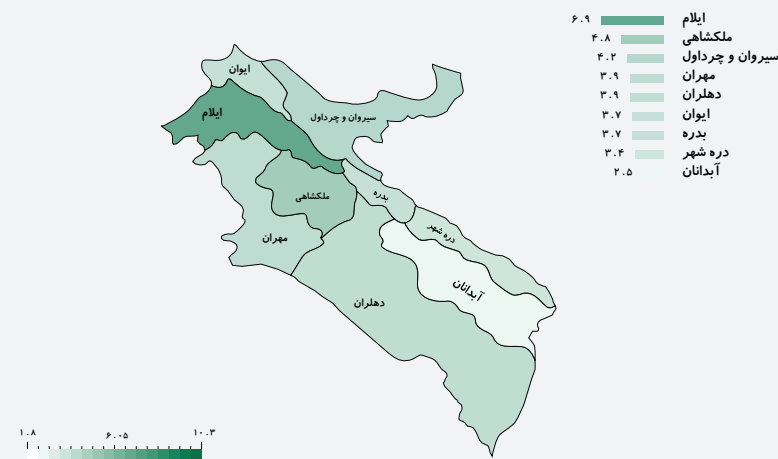 ایلام ۶.۹
ملکشاهی ۴.۸
سیروان و چرداول ۴.۲
مهران ۳.۹
دهلران ۳.۹
ایوان ۳.۷
بدره ۳.۷
دره شهر ۳.۴
آبدانان ۲.۵
ایوان
ایلام
سیروان و چرداول
ملکشاهی
بدره
مهران
دره شهر
آبدانان
دهلران
۱.۸ ۶.۰۵ ۱۰.۳